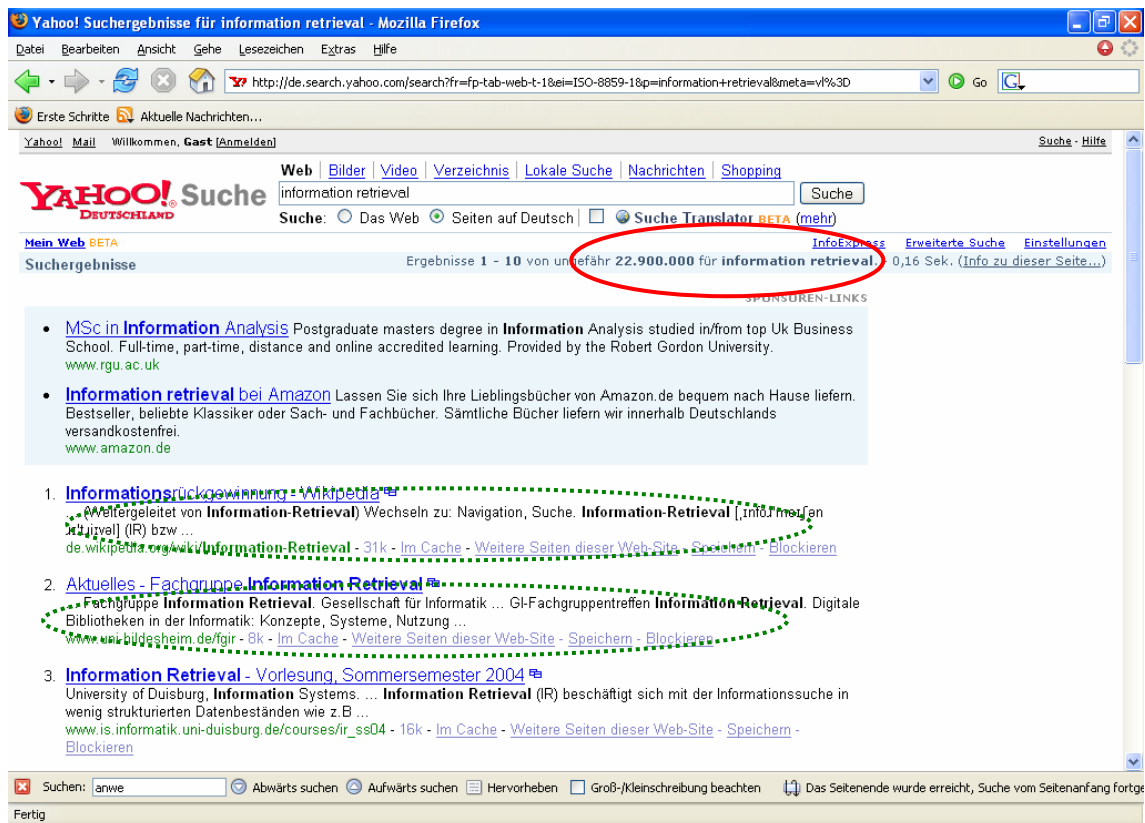 Yahoo! Suchergebnisse für information retrieval - Mozilla Firefox
Datei Bearbeiten Ansicht Gehe Lesezeichen Extras Hilfe
http://de.search.yahoo.com/search?fr=fp-tab-web-t-1&ei=ISO-8859-1&p=information+retrieval&meta=vl%3D Go G
Erste Schritte Aktuelle Nachrichten...
Yahoo! Mail Willkommen, Gast [Anmelden] Suche - Hilfe
Web | Bilder | Video | Verzeichnis | Lokale Suche | Nachrichten | Shopping
YAHOO! Suche information retrieval Suche
DEUTSCHLAND Suche: Das Web Seiten auf Deutsch | Suche Translator BETA (mehr)
Mein Web BETA InfoExpress Erweiterte Suche Einstellungen
Suchergebnisse Ergebnisse 1 - 10 von ungefähr 22.900.000 für information retrieval. - 0,16 Sek. (Info zu dieser Seite...)
SPONSOREN-LINKS
• MSc in Information Analysis Postgraduate masters degree in Information Analysis studied in/from top Uk Business
School. Full-time, part-time, distance and online accredited learning. Provided by the Robert Gordon University.
www.rgu.ac.uk
• Information retrieval bei Amazon Lassen Sie sich Ihre Lieblingsbücher von Amazon.de bequem nach Hause liefern.
Bestseller, beliebte Klassiker oder Sach- und Fachbücher. Sämtliche Bücher liefern wir innerhalb Deutschlands
versandkostenfrei.
www.amazon.de
1. Informationsrückgewinnung - Wikipedia
... (Weitergeleitet von Information-Retrieval) Wechseln zu: Navigation, Suche. Information-Retrieval [ˌɪnfɚˈmeɪʃən
(IR) bzw ...
de.wikipedia.org/wiki/Information-Retrieval - 31k - Im Cache - Weitere Seiten dieser Web-Site - Speichern - Blockieren
2. Aktuelles - Fachgruppe Information Retrieval
... Fachgruppe Information Retrieval. Gesellschaft für Informatik ... GI-Fachgruppentreffen Information Retrieval. Digitale
Bibliotheken in der Informatik: Konzepte, Systeme, Nutzung ...
www.uni-hildesheim.de/fgir - 8k - Im Cache - Weitere Seiten dieser Web-Site - Speichern - Blockieren
3. Information Retrieval - Vorlesung, Sommersemester 2004
University of Duisburg, Information Systems. ... Information Retrieval (IR) beschäftigt sich mit der Informationssuche in
wenig strukturierten Datenbeständen wie z.B ...
www.is.informatik.uni-duisburg.de/courses/ir_ss04 - 16k - Im Cache - Weitere Seiten dieser Web-Site - Speichern -
Blockieren
Suchen: anwe Abwärts suchen Aufwärts suchen Hervorheben Groß-/Kleinschreibung beachten Das Seitenende wurde erreicht, Suche vom Seitenanfang fortge
Fertig